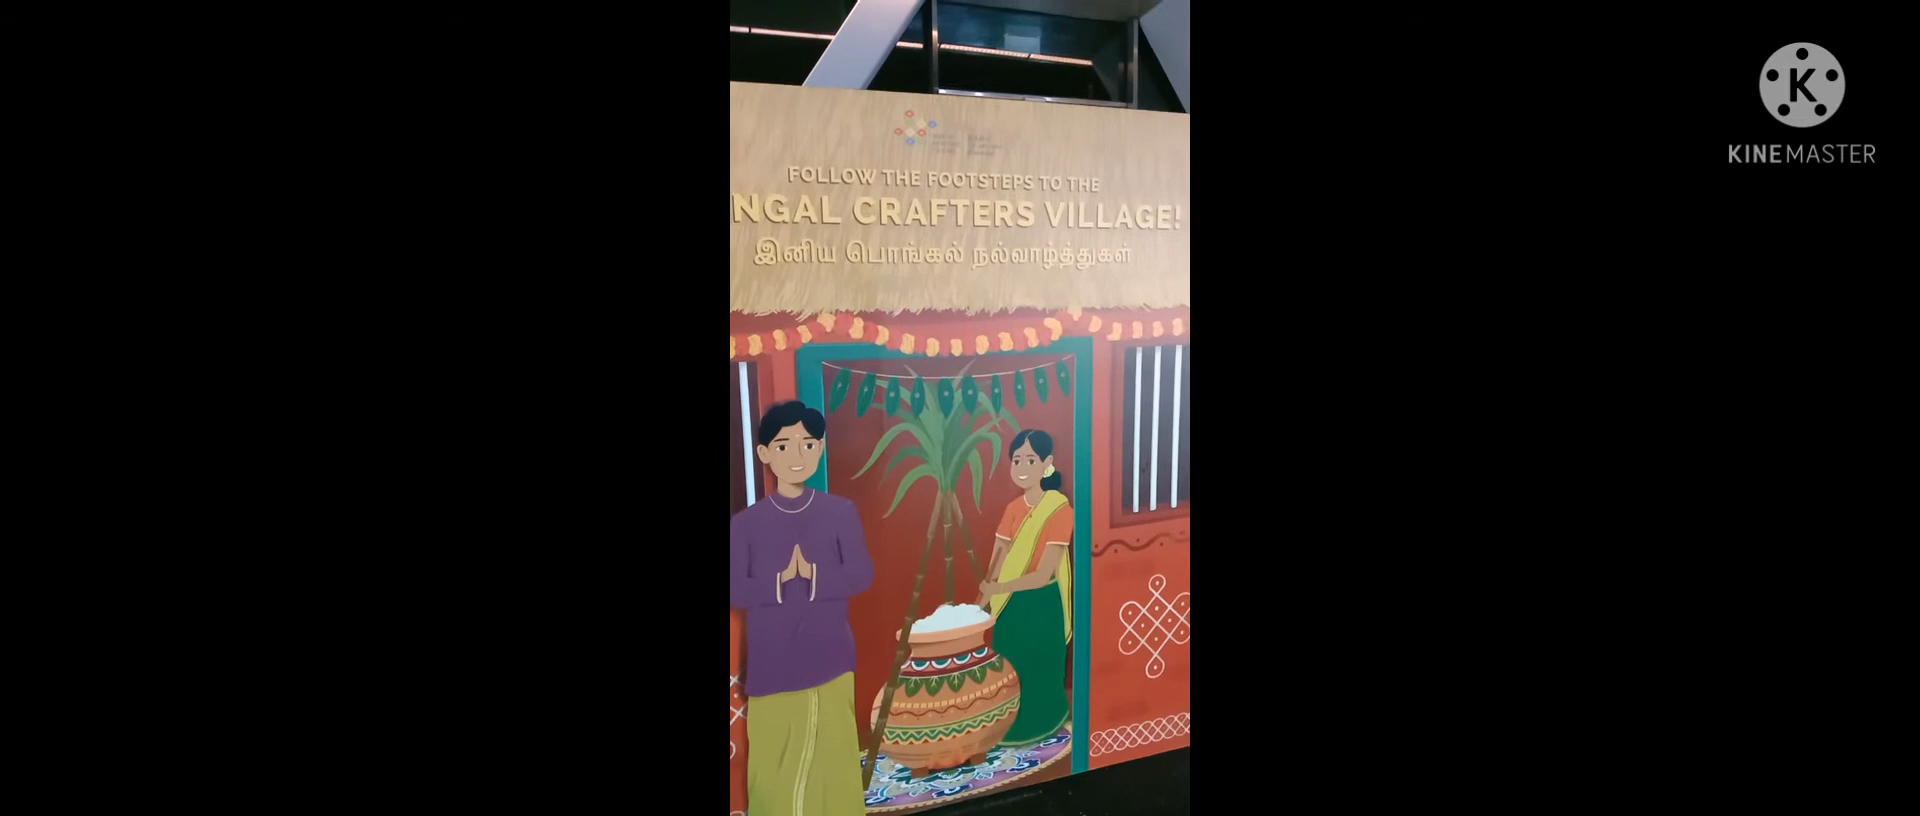 FOLLOW THE FOOTSTEPS TO THE
NGAL CRAFTERS VILLAGE!
இனிய பொங்கல் நல்வாழ்த்துகள்
K
KINEMASTER